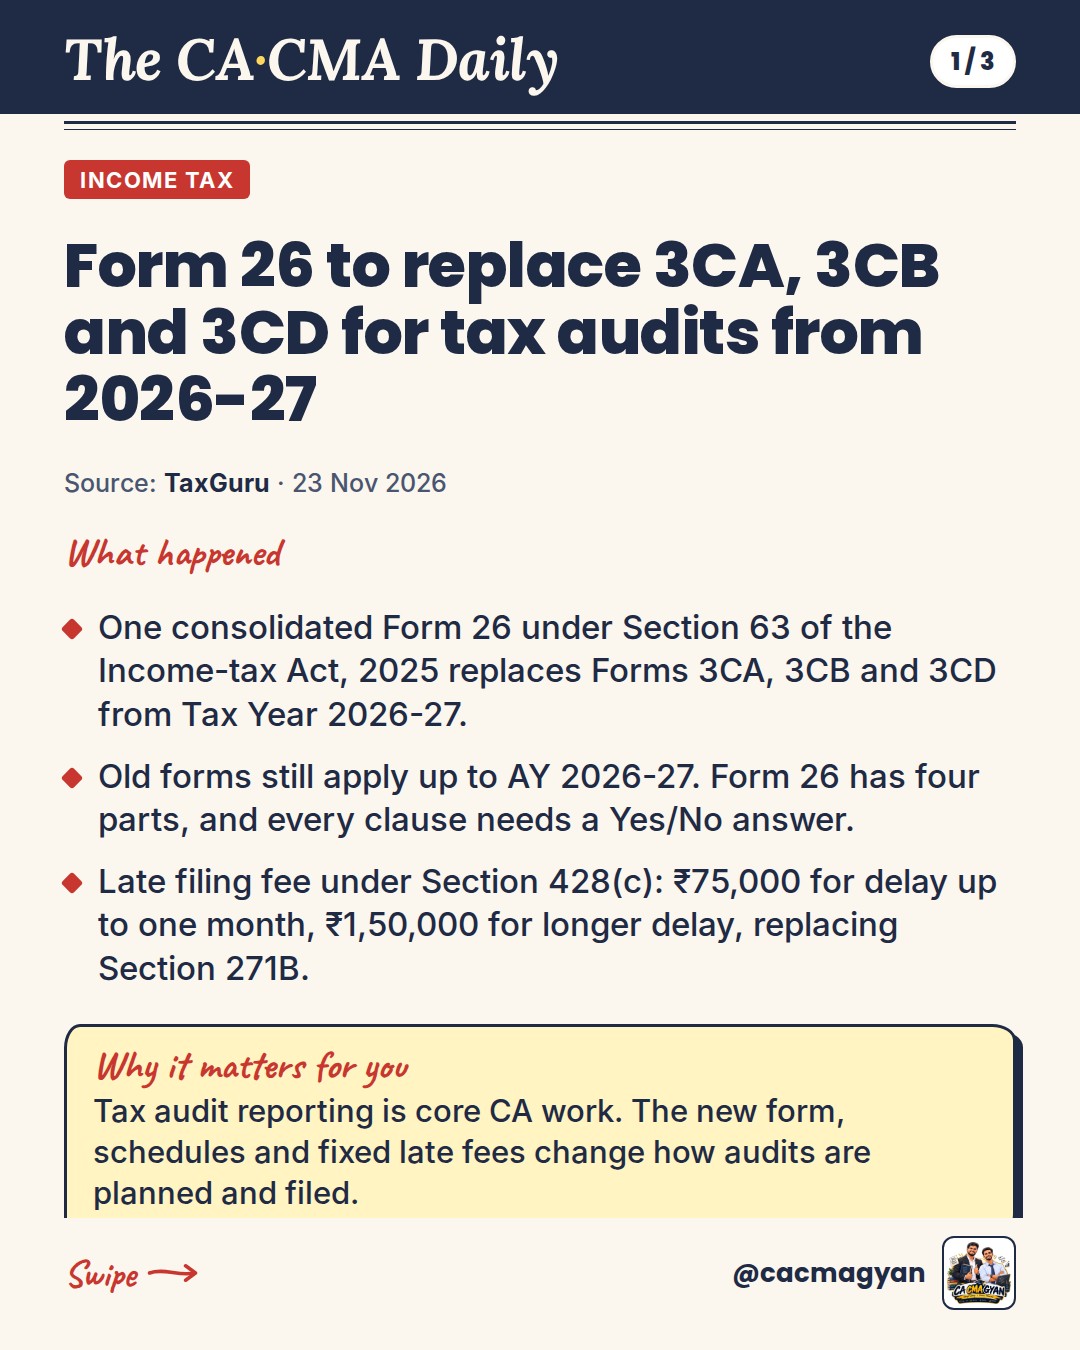 The CA·CMA Daily
1/3
INCOME TAX
Form 26 to replace 3CA, 3CB
and 3CD for tax audits from
2026-27
Source: TaxGuru · 23 Nov 2026
What happened
One consolidated Form 26 under Section 63 of the
Income-tax Act, 2025 replaces Forms 3CA, 3CB and 3CD
from Tax Year 2026-27.
Old forms still apply up to AY 2026-27. Form 26 has four
parts, and every clause needs a Yes/No answer.
Late filing fee under Section 428(c): ₹75,000 for delay up
to one month, ₹1,50,000 for longer delay, replacing
Section 271B.
Why it matters for you
Tax audit reporting is core CA work. The new form,
schedules and fixed late fees change how audits are
planned and filed.
Swipe
@cacmagyan
CA CMA GYAN